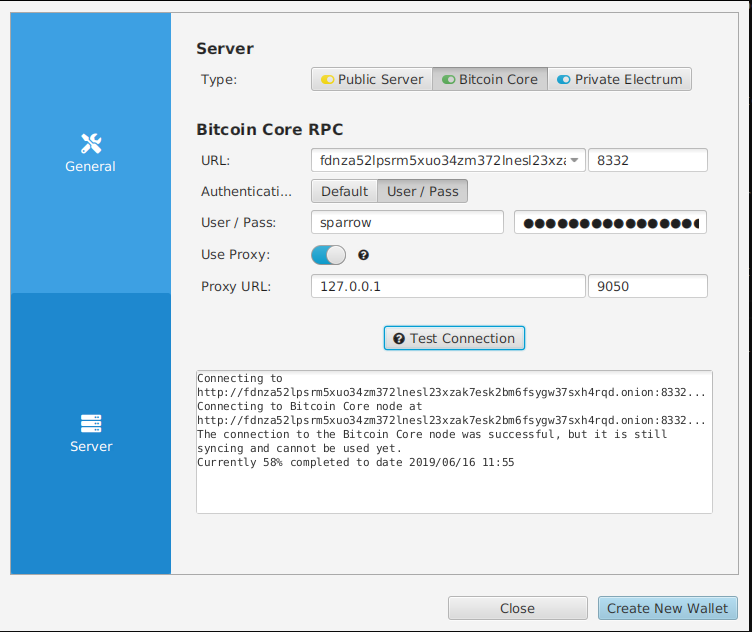 General
Server
Server
Type: Public Server Bitcoin Core Private Electrum
Bitcoin Core RPC
URL: fdnza52lpsrm5xuo34zm372lnesl23xza 8332
Authenticati... Default User / Pass
User / Pass: sparrow ●●●●●●●●●●●●●●●●
Use Proxy:
Proxy URL: 127.0.0.1 9050
Test Connection
Connecting to
http://fdnza52lpsrm5xuo34zm372lnesl23xzak7esk2bm6fsygw37sxh4rqd.onion:8332...
Connecting to Bitcoin Core node at
http://fdnza52lpsrm5xuo34zm372lnesl23xzak7esk2bm6fsygw37sxh4rqd.onion:8332...
The connection to the Bitcoin Core node was successful, but it is still
syncing and cannot be used yet.
Currently 58% completed to date 2019/06/16 11:55
Close Create New Wallet